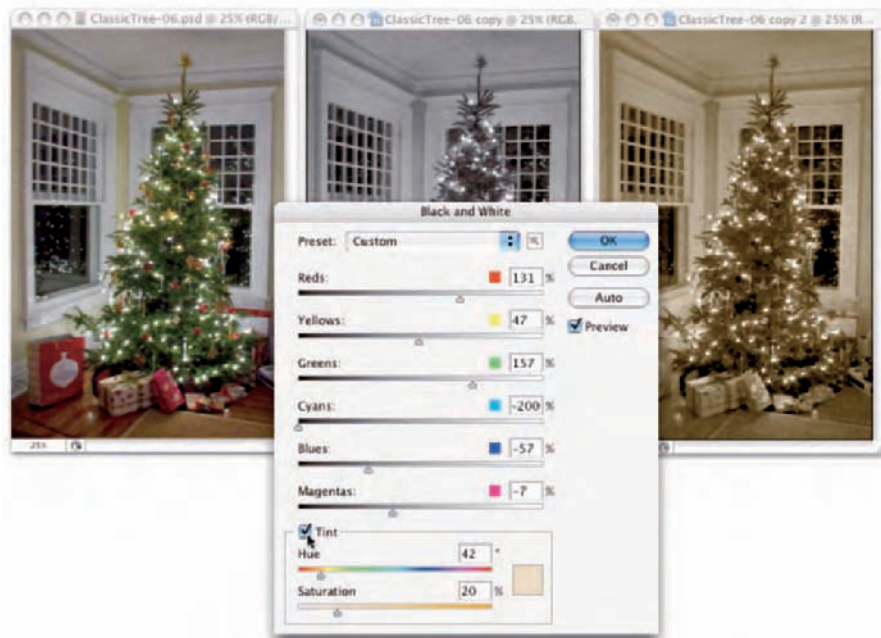 ClassicTree-06.psd @ 25% (RGB/...
ClassicTree-06 copy @ 25% (RGB...
ClassicTree-06 copy 2 @ 25% (R...
Black and White
Preset: Custom
OK
Cancel
Auto
Preview
Reds: 131 %
Yellows: 47 %
Greens: 157 %
Cyans: -200 %
Blues: -57 %
Magentas: -7 %
Tint
Hue 42 °
Saturation 20 %
25%